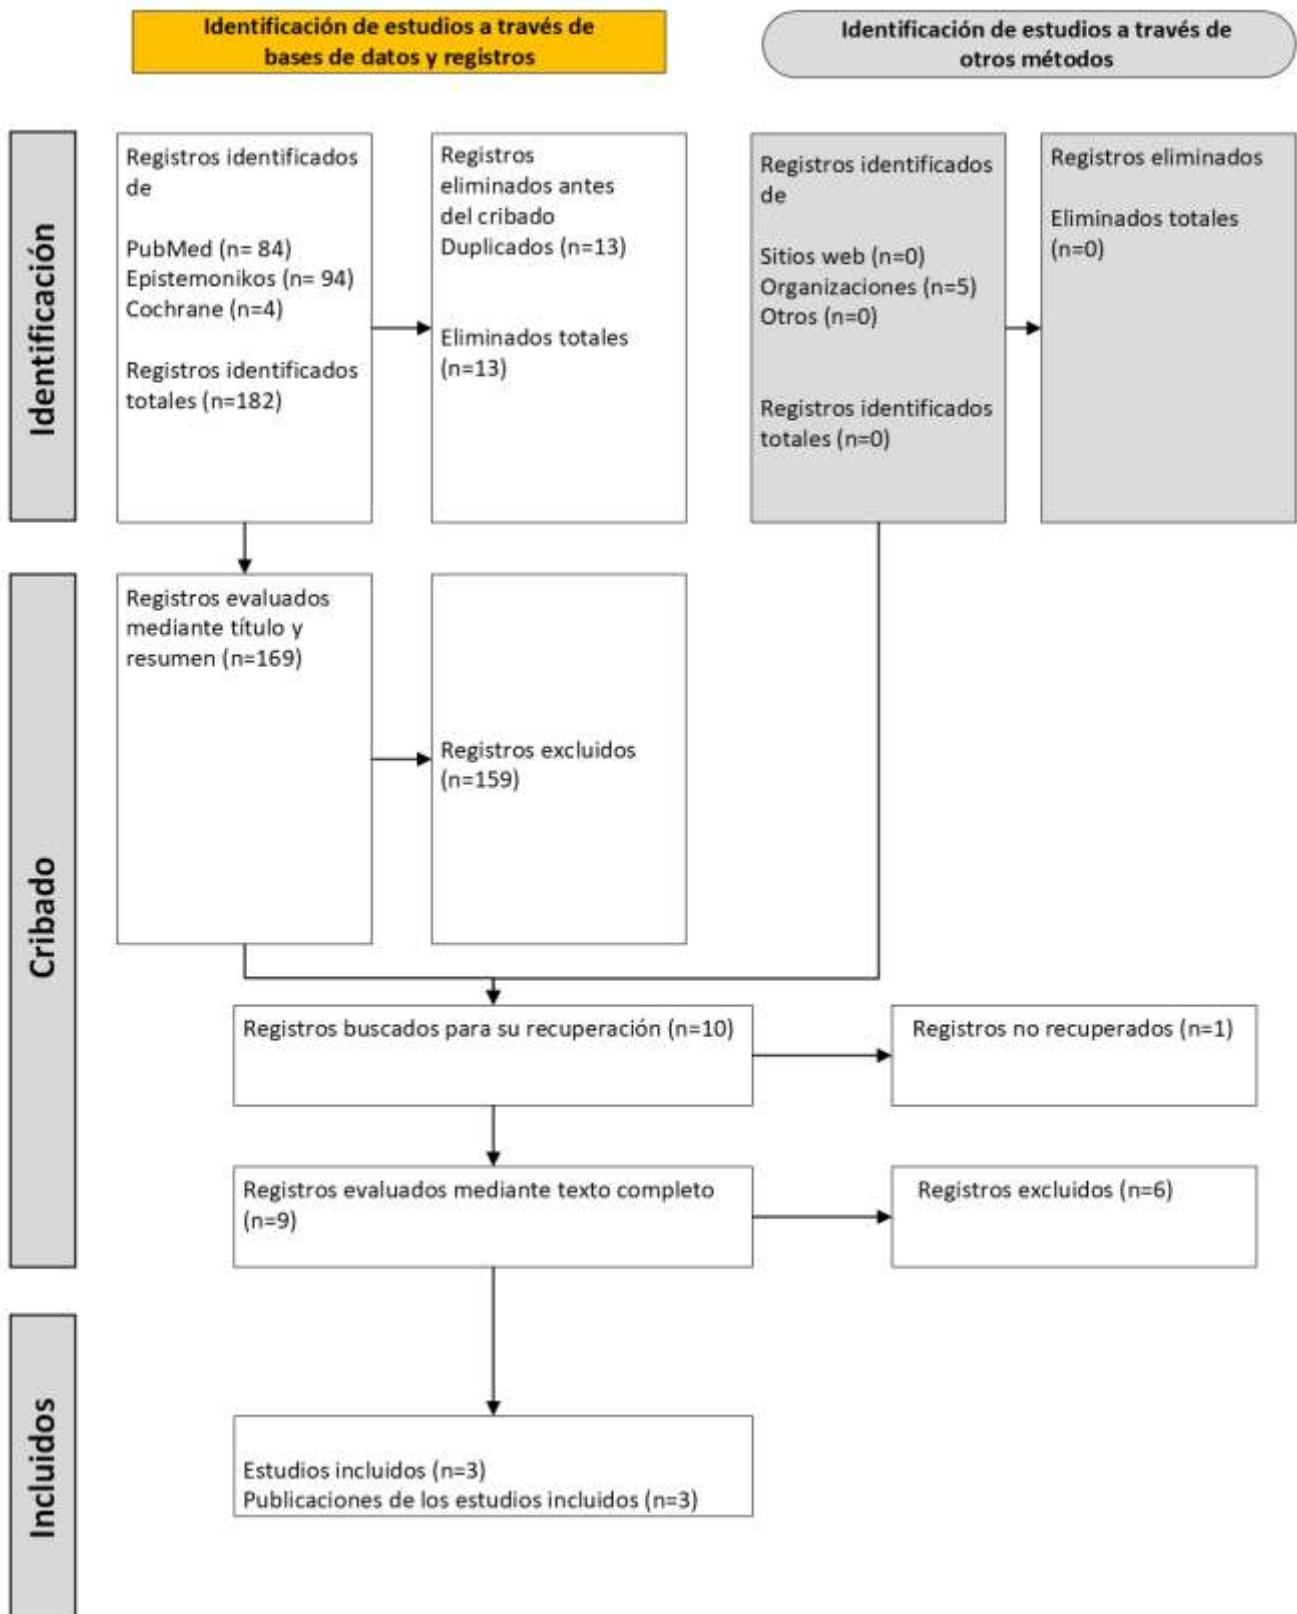 Identificación de estudios a través de
bases de datos y registros
Identificación de estudios a través de
otros métodos
Identificación
Registros identificados
de
PubMed (n= 84)
Epistemonikos (n= 94)
Cochrane (n=4)
Registros identificados
totales (n=182)
Registros
eliminados antes
del cribado
Duplicados (n=13)
Eliminados totales
(n=13)
Registros identificados
de
Sitios web (n=0)
Organizaciones (n=5)
Otros (n=0)
Registros identificados
totales (n=0)
Registros eliminados
Eliminados totales
(n=0)
Cribado
Registros evaluados
mediante título y
resumen (n=169)
Registros excluidos
(n=159)
Registros buscados para su recuperación (n=10)
Registros no recuperados (n=1)
Registros evaluados mediante texto completo
(n=9)
Registros excluidos (n=6)
Incluidos
Estudios incluidos (n=3)
Publicaciones de los estudios incluidos (n=3)